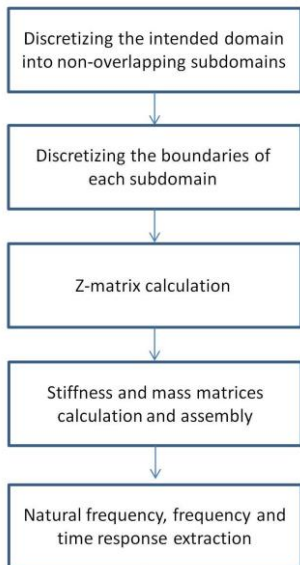 Discretizing the intended domain
into non-overlapping subdomains
Discretizing the boundaries of
each subdomain
Z-matrix calculation
Stiffness and mass matrices
calculation and assembly
Natural frequency, frequency and
time response extraction